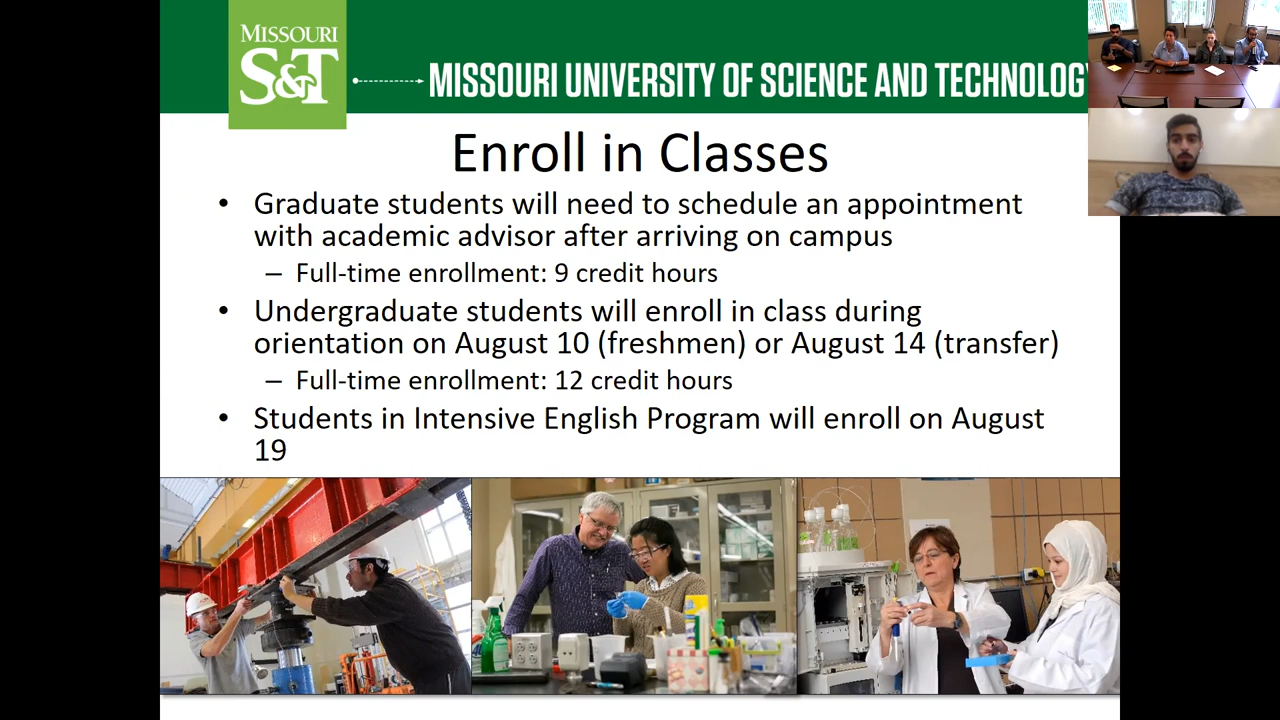 MISSOURI
S&T
MISSOURI UNIVERSITY OF SCIENCE AND TECHNOLOGY
Enroll in Classes
• Graduate students will need to schedule an appointment
with academic advisor after arriving on campus
– Full-time enrollment: 9 credit hours
• Undergraduate students will enroll in class during
orientation on August 10 (freshmen) or August 14 (transfer)
– Full-time enrollment: 12 credit hours
• Students in Intensive English Program will enroll on August
19